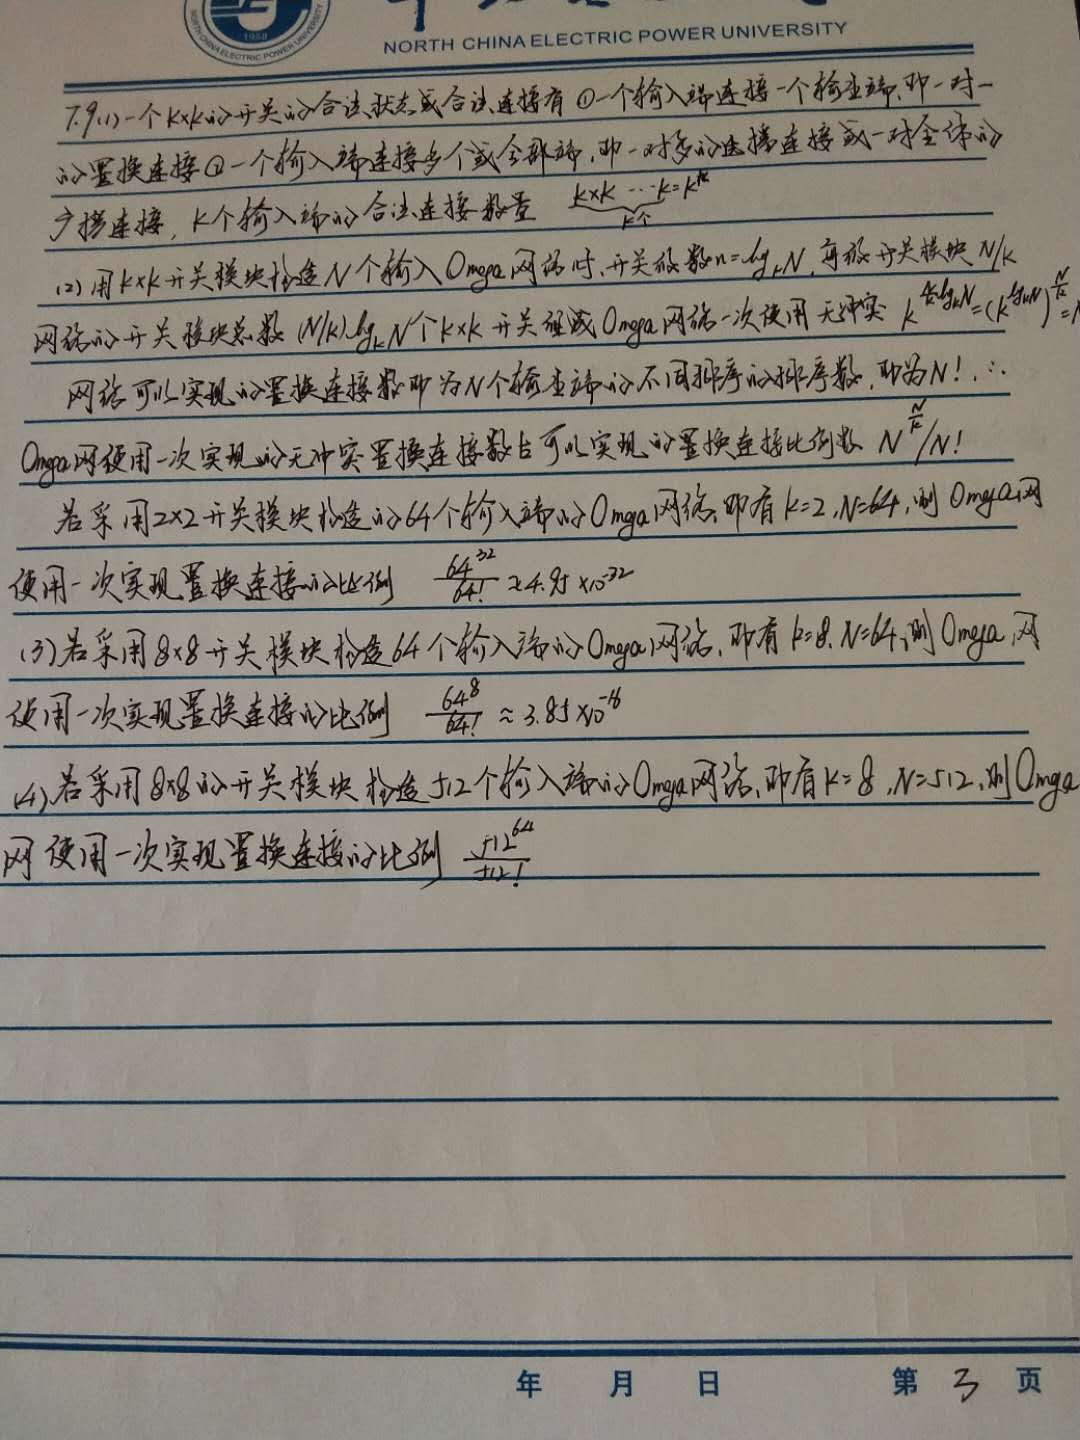 NORTH CHINA ELECTRIC POWER UNIVERSITY
1958
NORTH CHINA ELECTRIC POWER UNIVERSITY
7.9(1)一个K×K的开关的合法状态或合法连接有①一个输入端连接一个输出端,即一对一
的置换连接②一个输入端连接多个或全部端,即一对多的选播连接或一对全体的
广播连接,K个输入端的合法连接数量 K×K…K=K^K
K个
(2)用K×K开关模块构造N个输入Omega网络时,开关级数n=log_k N,每级开关模块N/K
网络的开关模块总数(N/K)log_k N个K×K开关组成Omega网络一次使用无冲突 K^{N/K log_k N}=(K^{log_k N})^{N/K}=N
网络可以实现的置换连接数即为N个输出端的不同排序的排序数,即为N!,∴
Omega网使用一次实现的无冲突置换连接数占可以实现的置换连接比例数 N^{N/K}/N!
若采用2×2开关模块构造的64个输入端的Omega网络,即有K=2,N=64,则Omega网
使用一次实现置换连接的比例 64^32/64! ≈4.95×10^-32
(3)若采用8×8开关模块构造64个输入端的Omega网络,即有K=8,N=64,则Omega网
使用一次实现置换连接的比例 64^8/64! ≈3.85×10^-16
(4)若采用8×8的开关模块构造512个输入端的Omega网络,即有K=8,N=512,则Omega
网使用一次实现置换连接的比例 512^64/512!
年 月 日 第 3 页